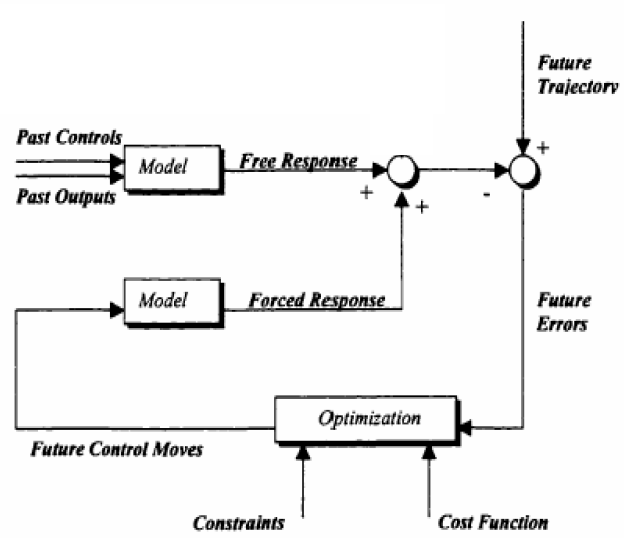 Future
Trajectory
+
Past Controls
Model
Free Response
Past Outputs
+
+
-
Model
Forced Response
Future
Errors
Optimization
Future Control Moves
Constraints
Cost Function